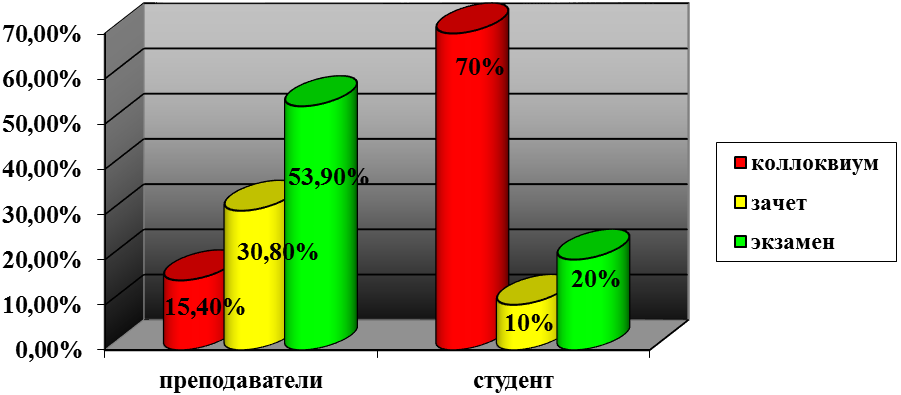 70,00%
60,00%
50,00%
40,00%
30,00%
20,00%
10,00%
0,00%
15,40%
30,80%
53,90%
70%
10%
20%
преподаватели
студент
коллоквиум
зачет
экзамен